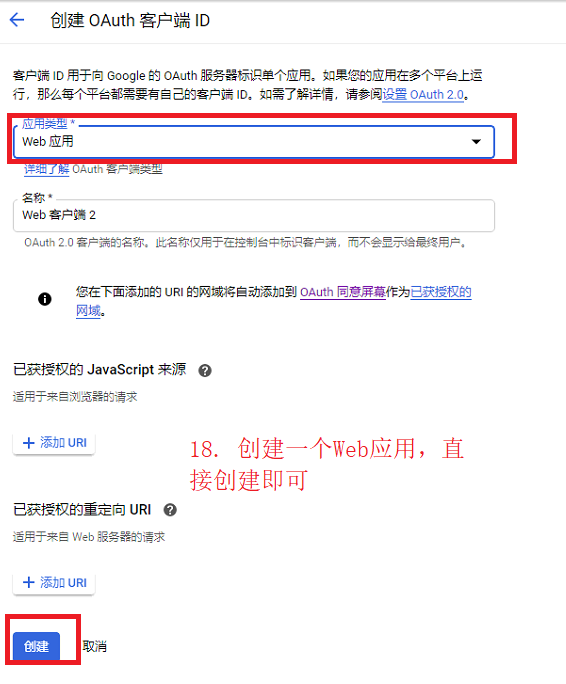 创建 OAuth 客户端 ID
客户端 ID 用于向 Google 的 OAuth 服务器标识单个应用。如果您的应用在多个平台上运
行，那么每个平台都需要有自己的客户端 ID。如需了解详情，请参阅设置 OAuth 2.0。
应用类型 *
Web 应用
详细了解 OAuth 客户端类型
名称 *
Web 客户端 2
OAuth 2.0 客户端的名称。此名称仅用于在控制台中标识客户端，而不会显示给最终用户。
您在下面添加的 URI 的网域将自动添加到 OAuth 同意屏幕作为已获授权的
网域。
已获授权的 JavaScript 来源
适用于来自浏览器的请求
添加 URI
18. 创建一个Web应用，直
接创建即可
已获授权的重定向 URI
适用于来自 Web 服务器的请求
添加 URI
创建 取消